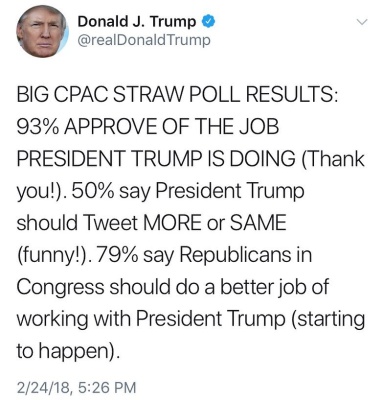 Donald J. Trump
@realDonaldTrump
BIG CPAC STRAW POLL RESULTS:
93% APPROVE OF THE JOB
PRESIDENT TRUMP IS DOING (Thank
you!). 50% say President Trump
should Tweet MORE or SAME
(funny!). 79% say Republicans in
Congress should do a better job of
working with President Trump (starting
to happen).
2/24/18, 5:26 PM